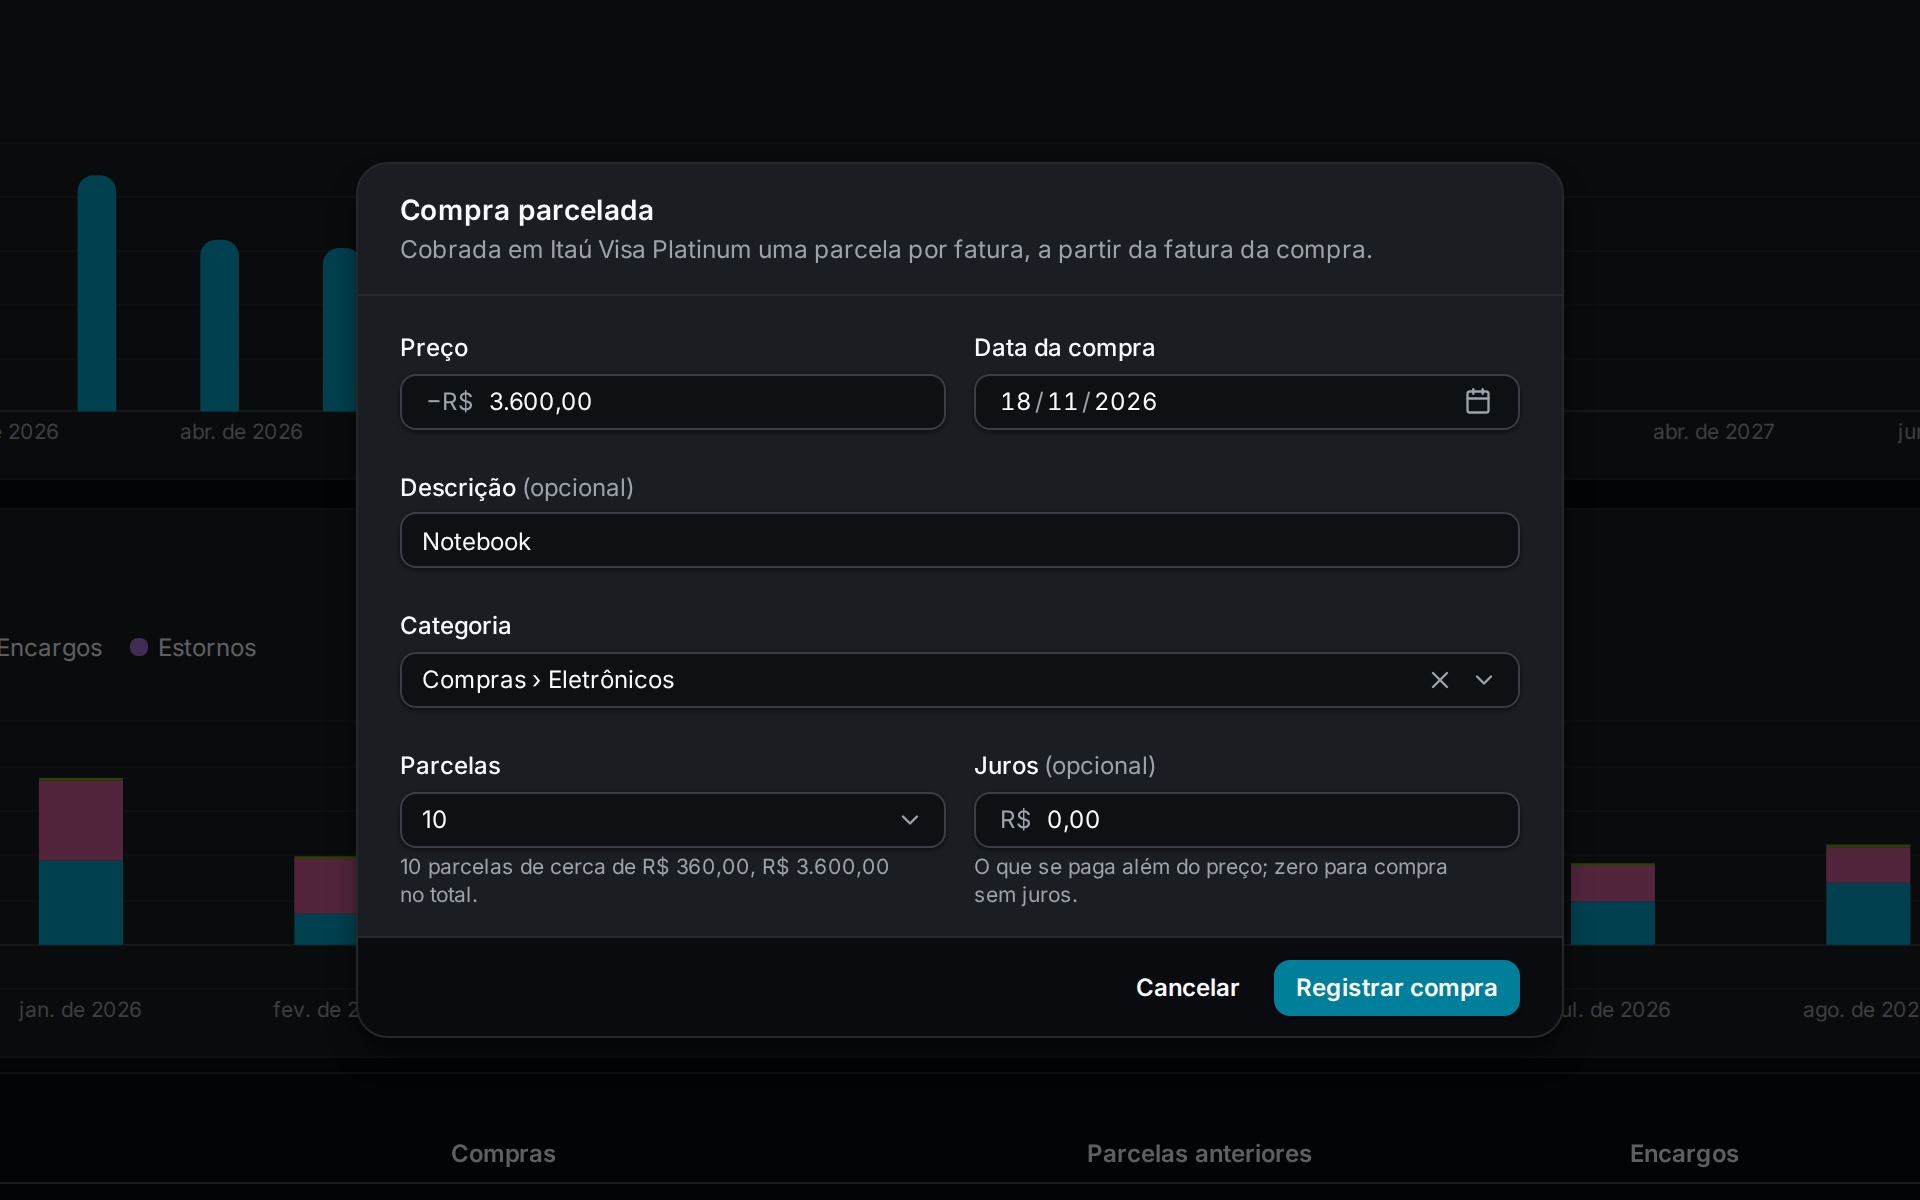 Compra parcelada
Cobrada em Itaú Visa Platinum uma parcela por fatura, a partir da fatura da compra.
Preço
Data da compra
−R$ 3.600,00
18/11/2026
2026
abr. de 2026
abr. de 2027
Descrição (opcional)
Notebook
Categoria
Encargos
Estornos
Compras › Eletrônicos
Parcelas
Juros (opcional)
10
R$ 0,00
10 parcelas de cerca de R$ 360,00, R$ 3.600,00
no total.
O que se paga além do preço; zero para compra
sem juros.
Cancelar
Registrar compra
jan. de 2026
fev. de
ul. de 2026
ago. de 202
Compras
Parcelas anteriores
Encargos